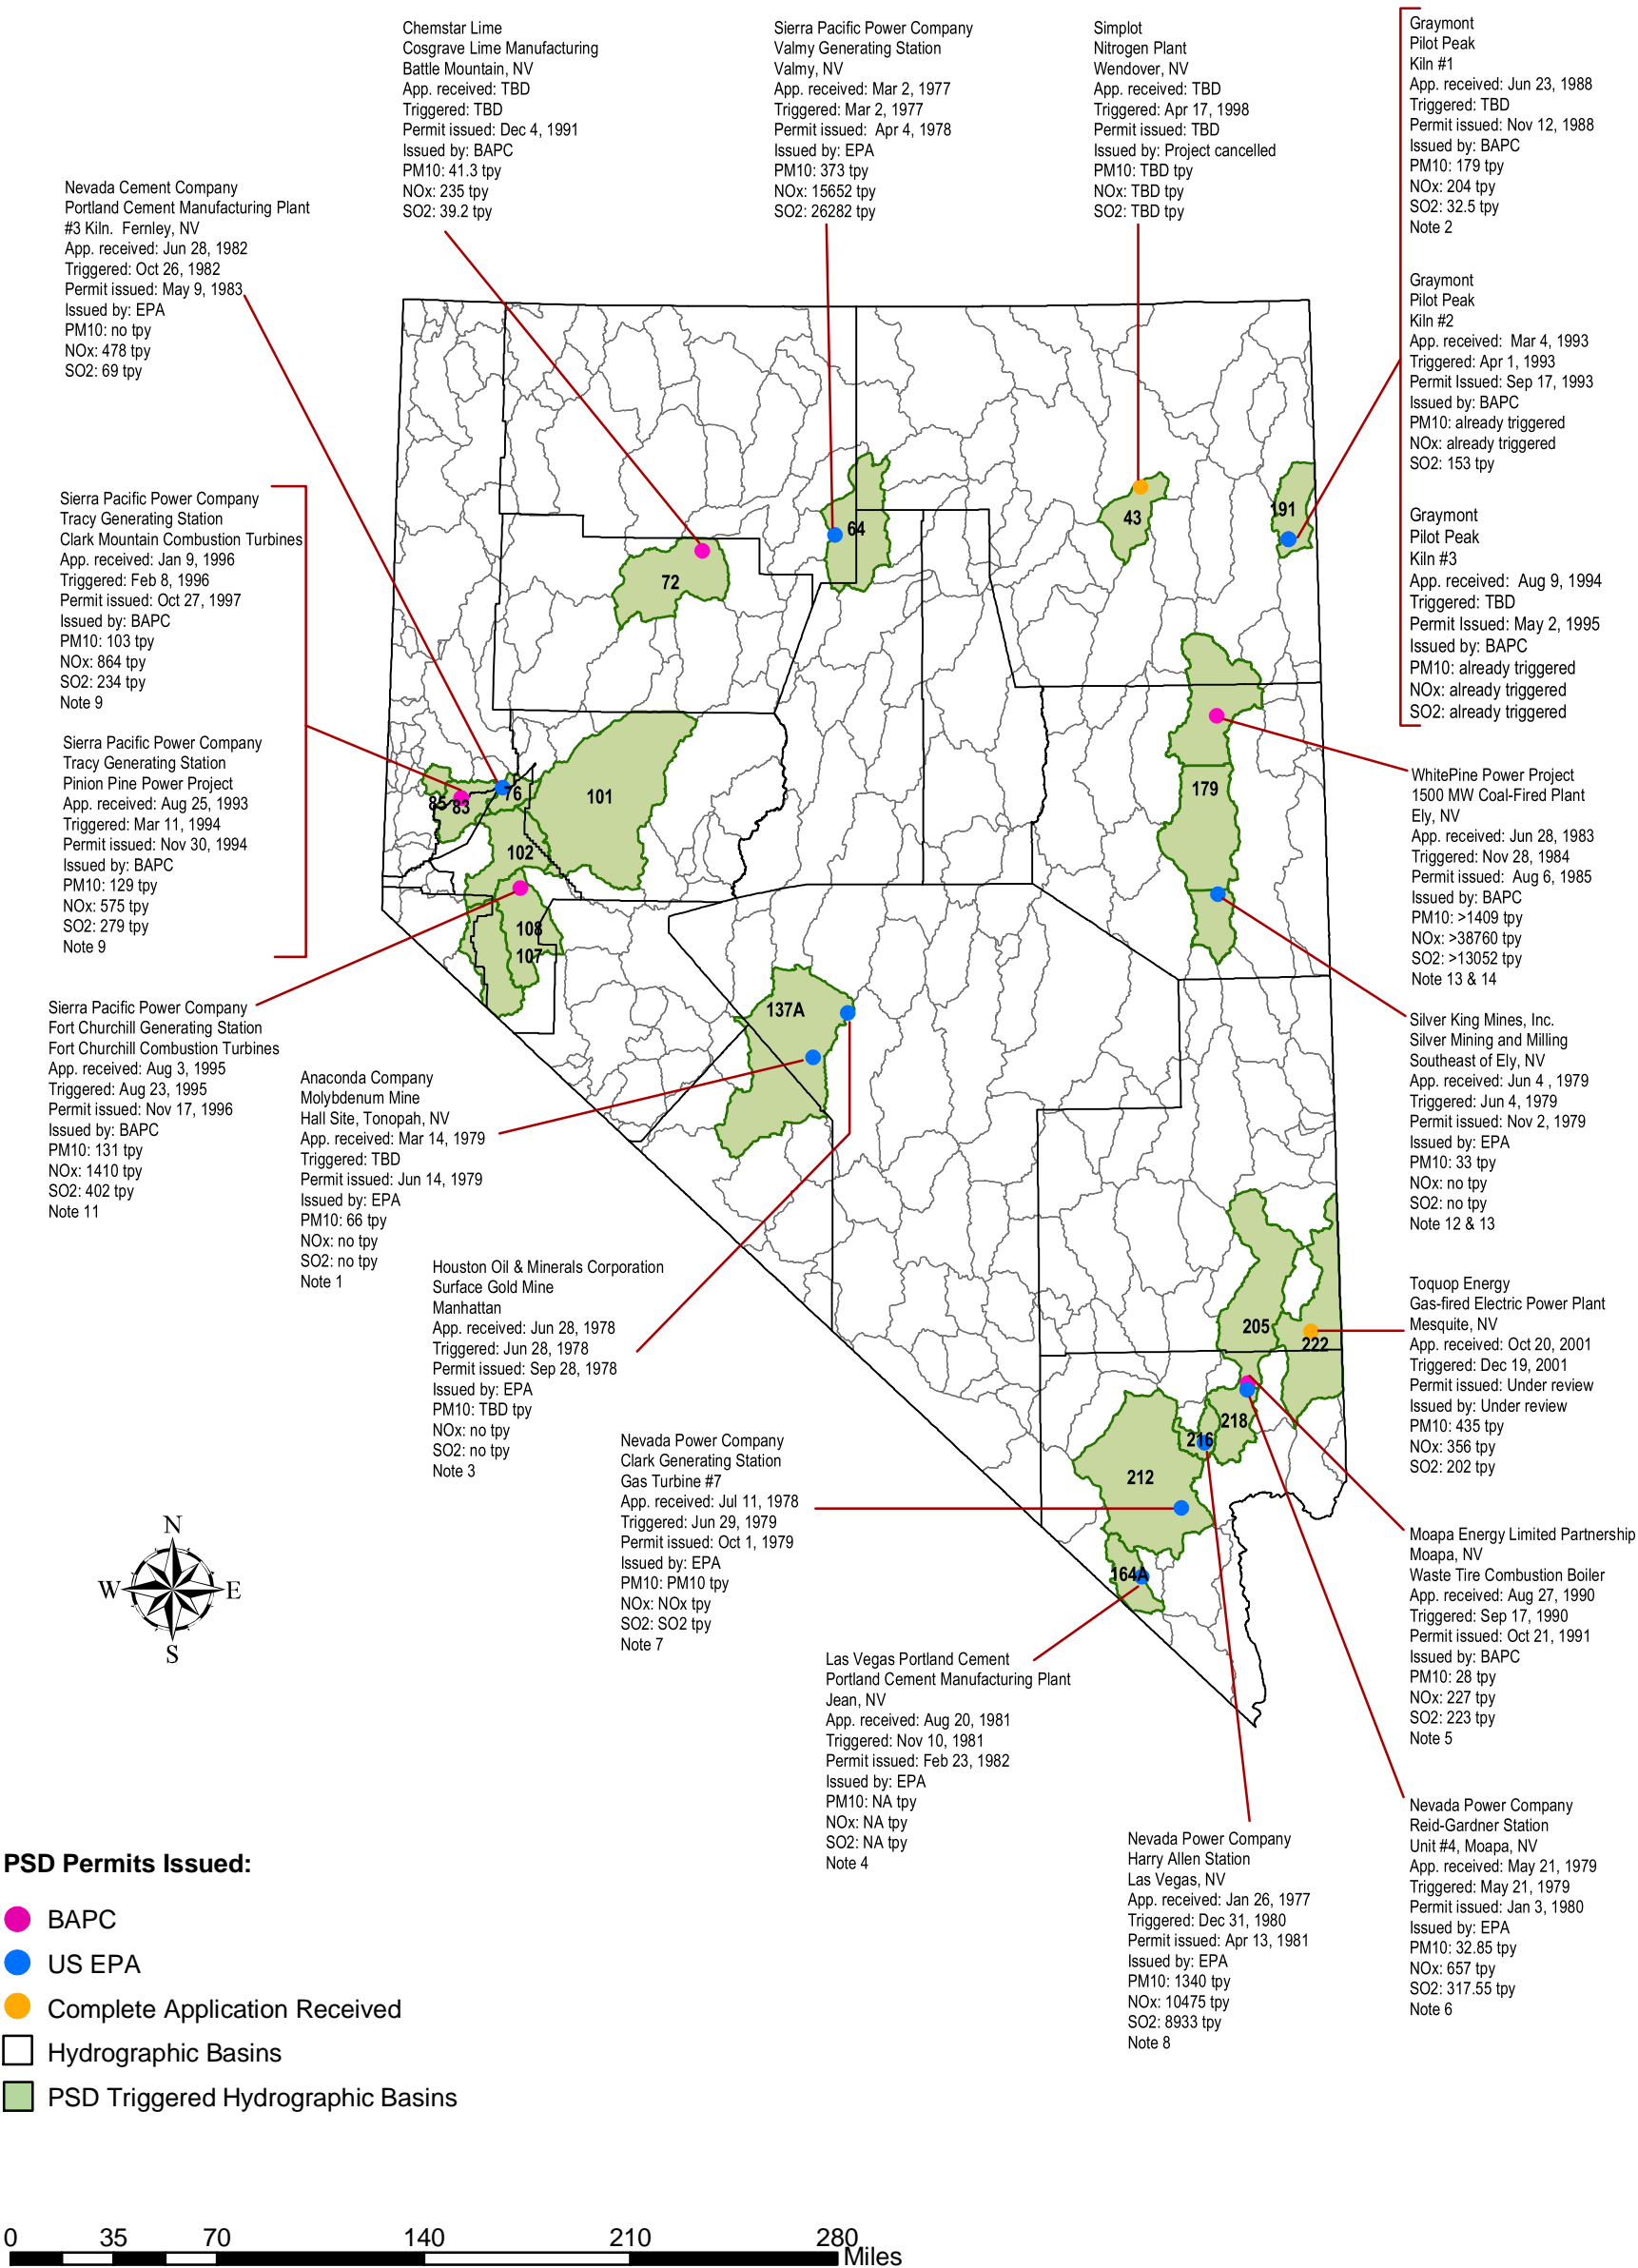 Chemstar Lime
Cosgrave Lime Manufacturing
Battle Mountain, NV
App. received: TBD
Triggered: TBD
Permit issued: Dec 4, 1991
Issued by: BAPC
PM10: 41.3 tpy
NOx: 235 tpy
SO2: 39.2 tpy
Sierra Pacific Power Company
Valmy Generating Station
Valmy, NV
App. received: Mar 2, 1977
Triggered: Mar 2, 1977
Permit issued:  Apr 4, 1978
Issued by: EPA
PM10: 373 tpy
NOx: 15652 tpy
SO2: 26282 tpy
Simplot
Nitrogen Plant
Wendover, NV
App. received: TBD
Triggered: Apr 17, 1998
Permit issued: TBD
Issued by: Project cancelled
PM10: TBD tpy
NOx: TBD tpy
SO2: TBD tpy
Graymont
Pilot Peak
Kiln #1
App. received: Jun 23, 1988
Triggered: TBD
Permit issued: Nov 12, 1988
Issued by: BAPC
PM10: 179 tpy
NOx: 204 tpy
SO2: 32.5 tpy
Note 2
Graymont
Pilot Peak
Kiln #2
App. received:  Mar 4, 1993
Triggered: Apr 1, 1993
Permit Issued: Sep 17, 1993
Issued by: BAPC
PM10: already triggered
NOx: already triggered
SO2: 153 tpy
Graymont
Pilot Peak
Kiln #3
App. received:  Aug 9, 1994
Triggered: TBD
Permit Issued: May 2, 1995
Issued by: BAPC
PM10: already triggered
NOx: already triggered
SO2: already triggered
Nevada Cement Company
Portland Cement Manufacturing Plant
#3 Kiln.  Fernley, NV
App. received: Jun 28, 1982
Triggered: Oct 26, 1982
Permit issued: May 9, 1983
Issued by: EPA
PM10: no tpy
NOx: 478 tpy
SO2: 69 tpy
Sierra Pacific Power Company
Tracy Generating Station
Clark Mountain Combustion Turbines
App. received: Jan 9, 1996
Triggered: Feb 8, 1996
Permit issued: Oct 27, 1997
Issued by: BAPC
PM10: 103 tpy
NOx: 864 tpy
SO2: 234 tpy
Note 9
Sierra Pacific Power Company
Tracy Generating Station
Pinion Pine Power Project
App. received: Aug 25, 1993
Triggered: Mar 11, 1994
Permit issued: Nov 30, 1994
Issued by: BAPC
PM10: 129 tpy
NOx: 575 tpy
SO2: 279 tpy
Note 9
Sierra Pacific Power Company
Fort Churchill Generating Station
Fort Churchill Combustion Turbines
App. received: Aug 3, 1995
Triggered: Aug 23, 1995
Permit issued: Nov 17, 1996
Issued by: BAPC
PM10: 131 tpy
NOx: 1410 tpy
SO2: 402 tpy
Note 11
Anaconda Company
Molybdenum Mine
Hall Site, Tonopah, NV
App. received: Mar 14, 1979
Triggered: TBD
Permit issued: Jun 14, 1979
Issued by: EPA
PM10: 66 tpy
NOx: no tpy
SO2: no tpy
Note 1
Houston Oil & Minerals Corporation
Surface Gold Mine
Manhattan
App. received: Jun 28, 1978
Triggered: Jun 28, 1978
Permit issued: Sep 28, 1978
Issued by: EPA
PM10: TBD tpy
NOx: no tpy
SO2: no tpy
Note 3
Nevada Power Company
Clark Generating Station
Gas Turbine #7
App. received: Jul 11, 1978
Triggered: Jun 29, 1979
Permit issued: Oct 1, 1979
Issued by: EPA
PM10: PM10 tpy
NOx: NOx tpy
SO2: SO2 tpy
Note 7
Las Vegas Portland Cement
Portland Cement Manufacturing Plant
Jean, NV
App. received: Aug 20, 1981
Triggered: Nov 10, 1981
Permit issued: Feb 23, 1982
Issued by: EPA
PM10: NA tpy
NOx: NA tpy
SO2: NA tpy
Note 4
Nevada Power Company
Harry Allen Station
Las Vegas, NV
App. received: Jan 26, 1977
Triggered: Dec 31, 1980
Permit issued: Apr 13, 1981
Issued by: EPA
PM10: 1340 tpy
NOx: 10475 tpy
SO2: 8933 tpy
Note 8
WhitePine Power Project
1500 MW Coal-Fired Plant
Ely, NV
App. received: Jun 28, 1983
Triggered: Nov 28, 1984
Permit issued:  Aug 6, 1985
Issued by: BAPC
PM10: >1409 tpy
NOx: >38760 tpy
SO2: >13052 tpy
Note 13 & 14
Silver King Mines, Inc.
Silver Mining and Milling
Southeast of Ely, NV
App. received: Jun 4 , 1979
Triggered: Jun 4, 1979
Permit issued: Nov 2, 1979
Issued by: EPA
PM10: 33 tpy
NOx: no tpy
SO2: no tpy
Note 12 & 13
Toquop Energy
Gas-fired Electric Power Plant
Mesquite, NV
App. received: Oct 20, 2001
Triggered: Dec 19, 2001
Permit issued: Under review
Issued by: Under review
PM10: 435 tpy
NOx: 356 tpy
SO2: 202 tpy
Moapa Energy Limited Partnership
Moapa, NV
Waste Tire Combustion Boiler
App. received: Aug 27, 1990
Triggered: Sep 17, 1990
Permit issued: Oct 21, 1991
Issued by: BAPC
PM10: 28 tpy
NOx: 227 tpy
SO2: 223 tpy
Note 5
Nevada Power Company
Reid-Gardner Station
Unit #4, Moapa, NV
App. received: May 21, 1979
Triggered: May 21, 1979
Permit issued: Jan 3, 1980
Issued by: EPA
PM10: 32.85 tpy
NOx: 657 tpy
SO2: 317.55 tpy
Note 6
64
43
191
72
179
101
76
85
83
102
108
107
137A
205
222
218
216
212
164A
N
W
E
S
PSD Permits Issued:
BAPC
US EPA
Complete Application Received
Hydrographic Basins
PSD Triggered Hydrographic Basins
0 35 70 140 210 280
Miles